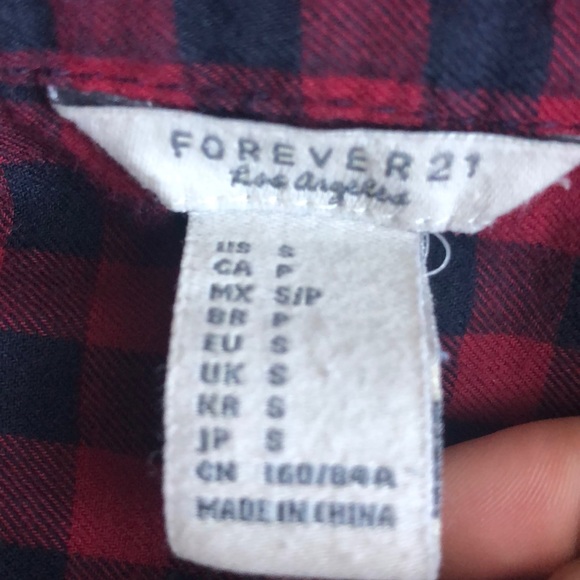 FOREVER 21
Los Angeles
US S
CA P
MX S/P
BR P
EU S
UK S
KR S
JP S
CN 160/84A
MADE IN CHINA